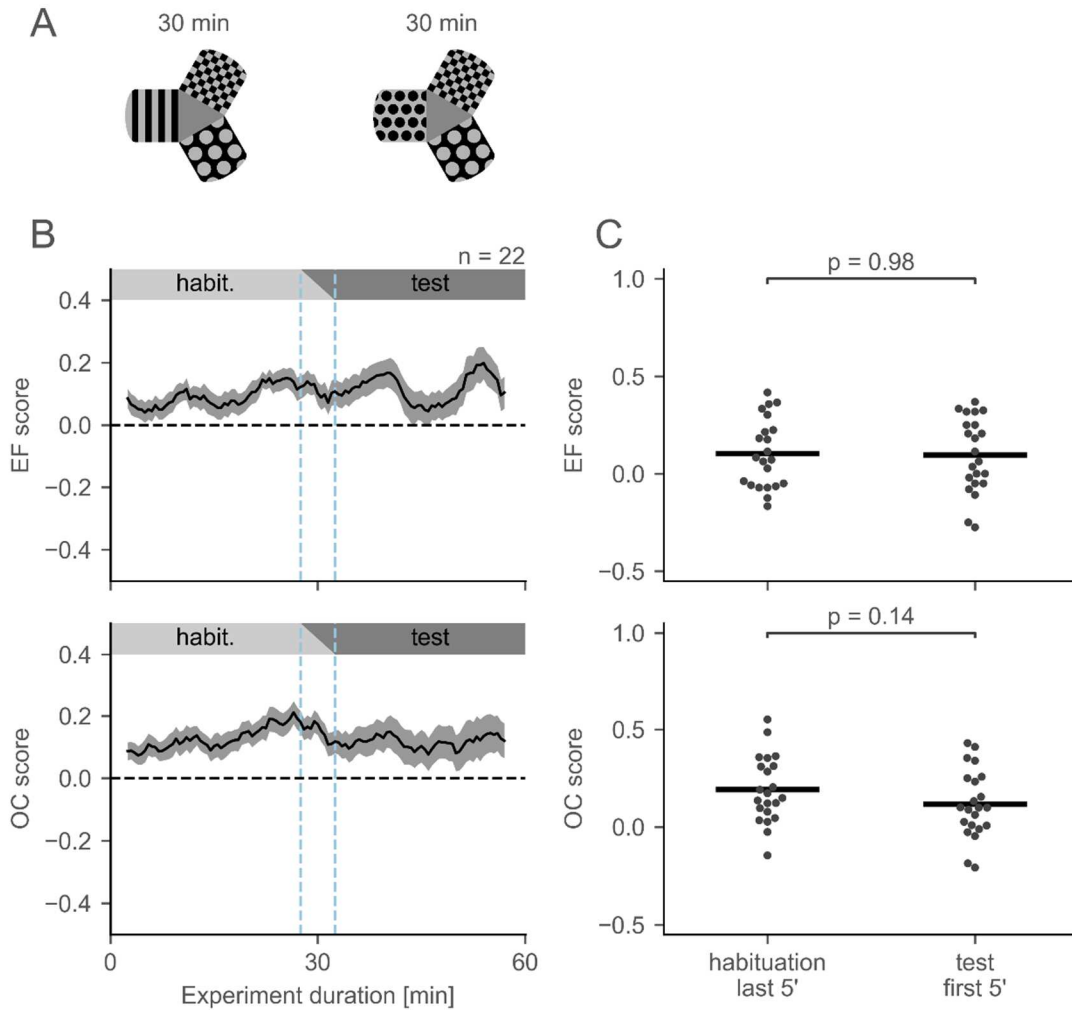 A
30 min
30 min
B
n = 22
habit.
test
0.4
0.2
0.0
−0.2
−0.4
EF score
habit.
test
0.4
0.2
0.0
−0.2
−0.4
OC score
0
30
60
Experiment duration [min]
C
p = 0.98
1.0
0.5
0.0
−0.5
EF score
p = 0.14
1.0
0.5
0.0
−0.5
OC score
habituation
last 5'
test
first 5'